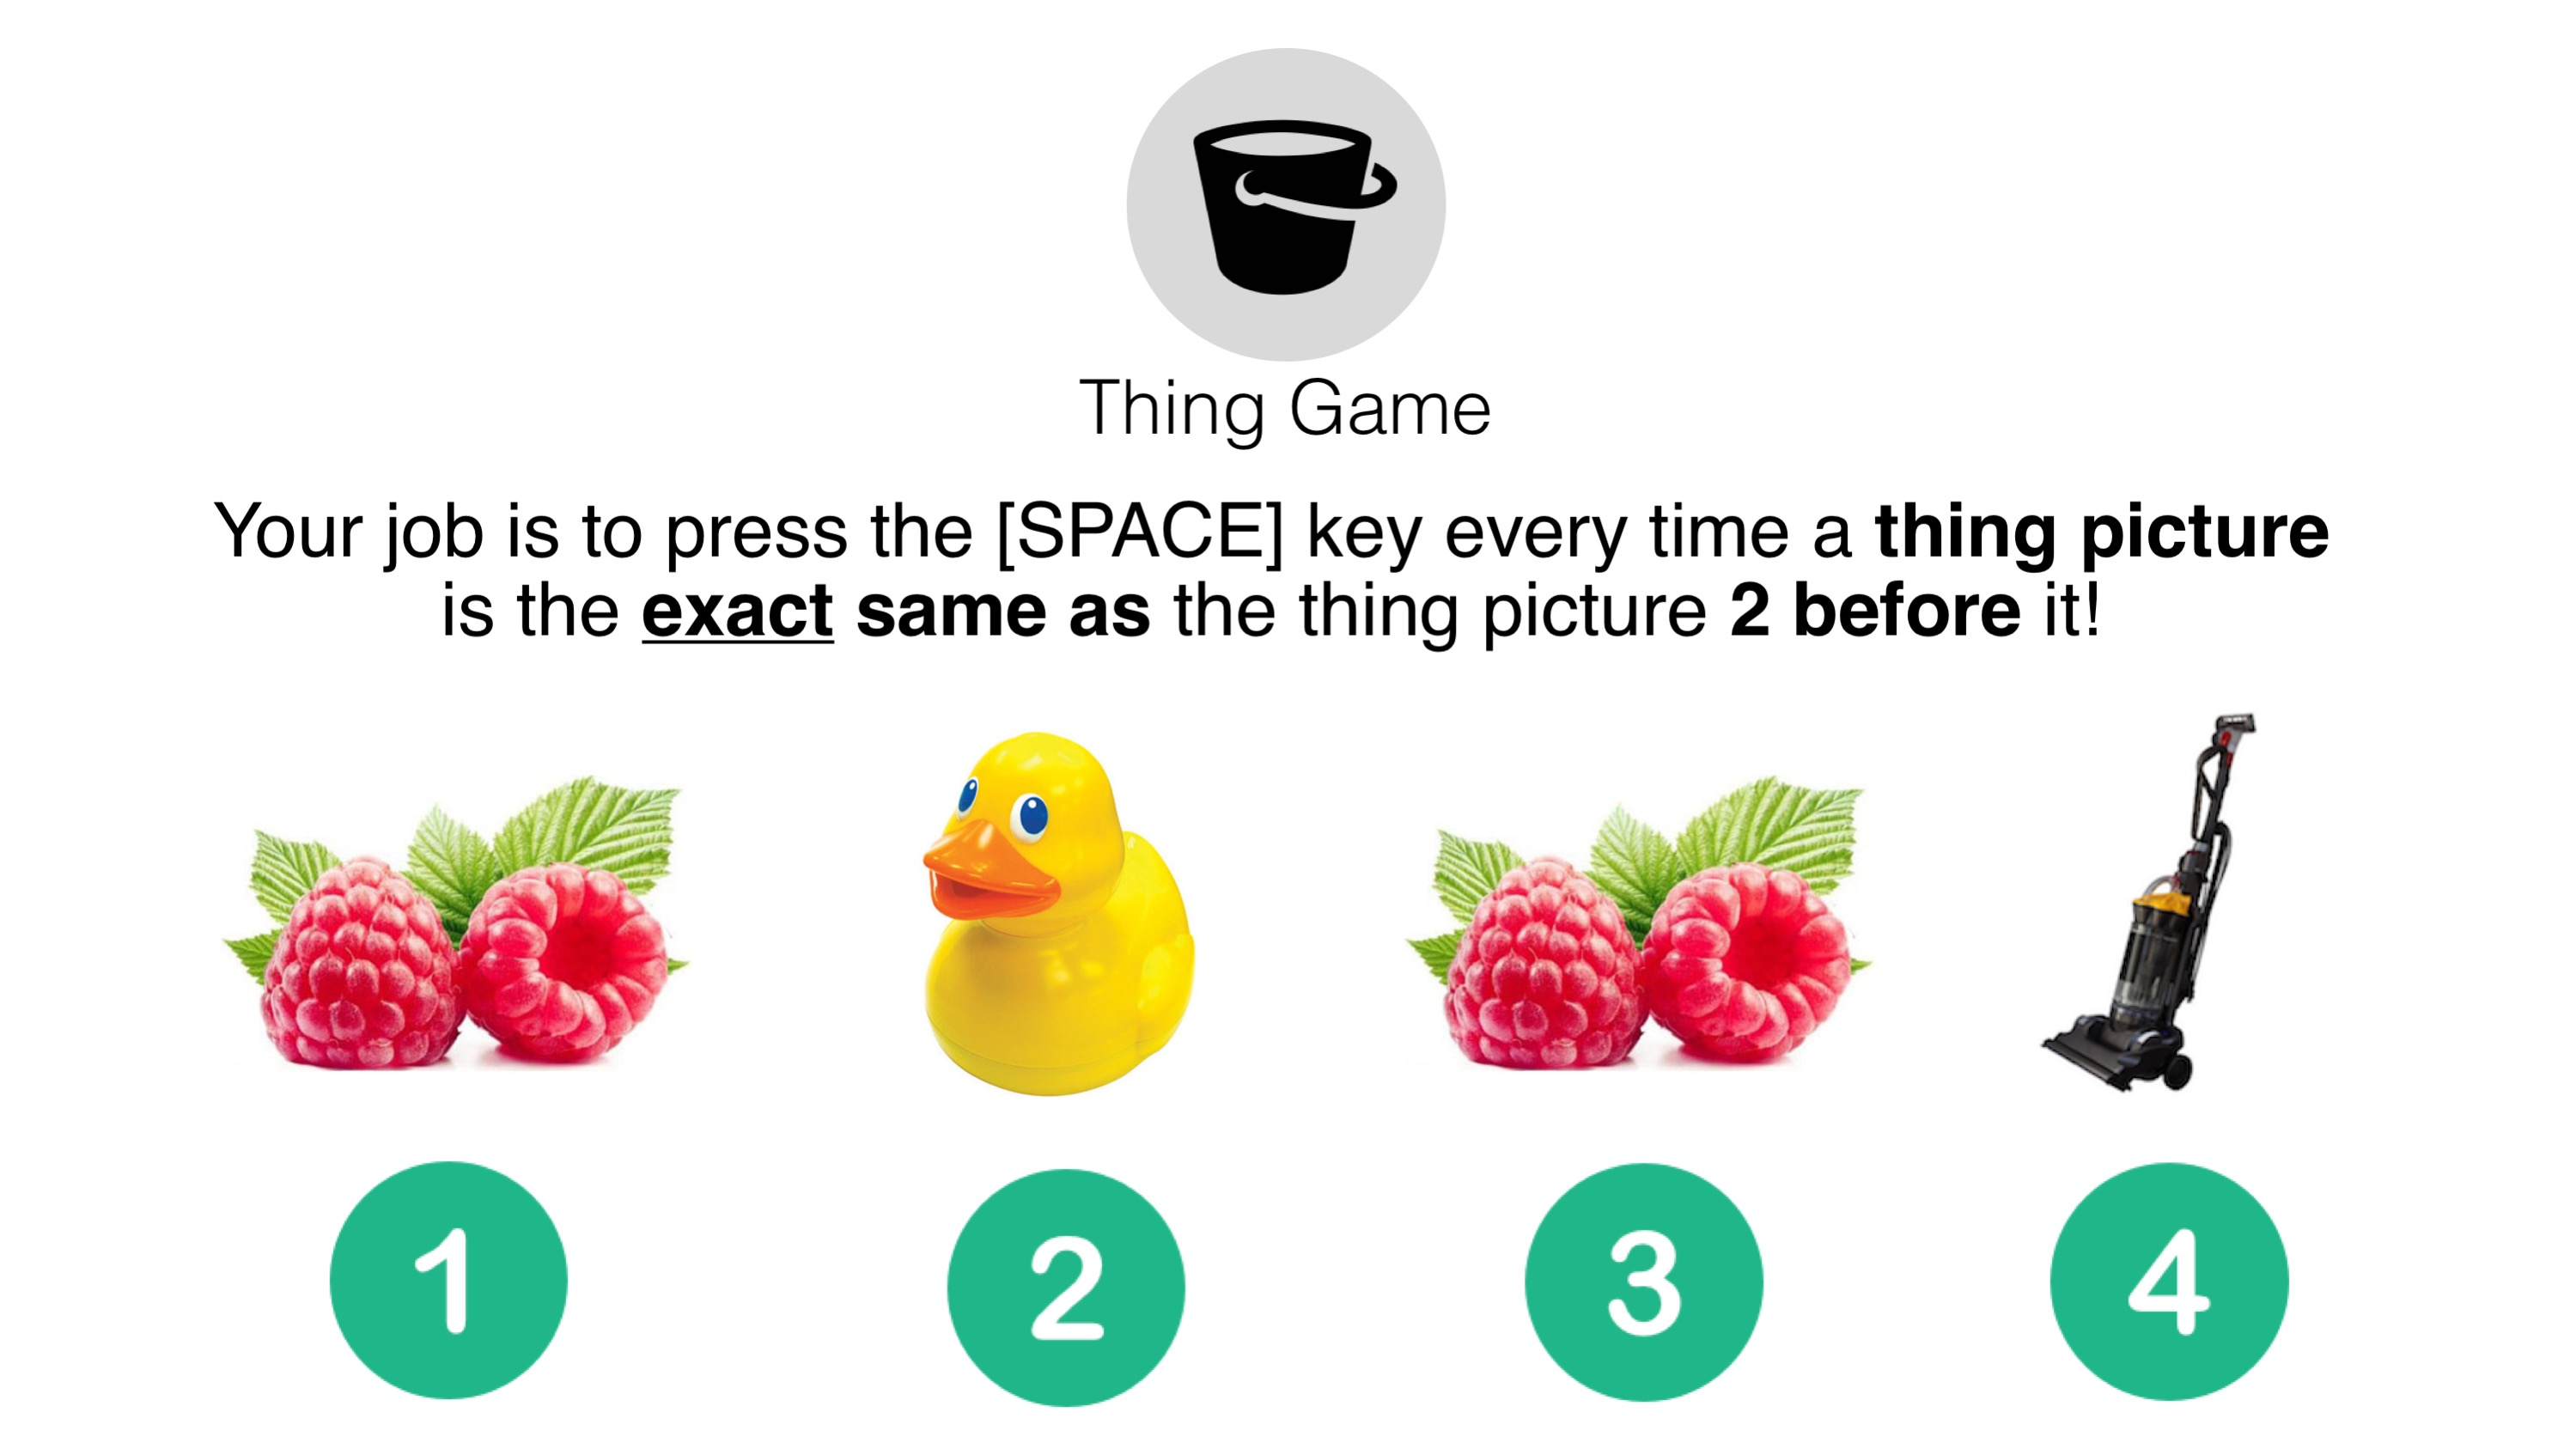 Thing Game
Your job is to press the [SPACE] key every time a thing picture
is the exact same as the thing picture 2 before it!
1
2
3
4